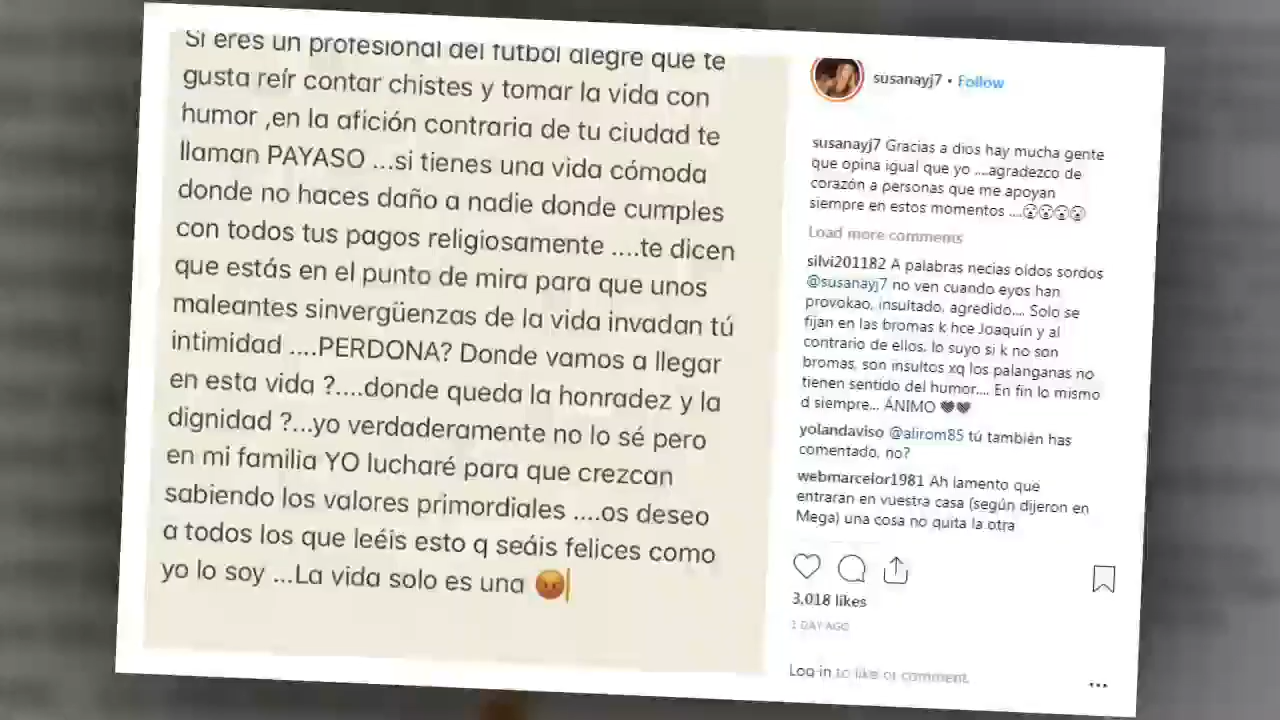 Si eres un profesional del futbol alegre que te
gusta reír contar chistes y tomar la vida con
humor ,en la afición contraria de tu ciudad te
llaman PAYASO ...si tienes una vida cómoda
donde no haces daño a nadie donde cumples
con todos tus pagos religiosamente ....te dicen
que estás en el punto de mira para que unos
maleantes sinvergüenzas de la vida invadan tú
intimidad ....PERDONA? Donde vamos a llegar
en esta vida ?....donde queda la honradez y la
dignidad ?...yo verdaderamente no lo sé pero
en mi familia YO lucharé para que crezcan
sabiendo los valores primordiales ....os deseo
a todos los que leéis esto q seáis felices como
yo lo soy ...La vida solo es una 😡
susanayj7 • Follow
susanayj7 Gracias a dios hay mucha gente
que opina igual que yo ....agradezco de
corazón a personas que me apoyan
siempre en estos momentos ....😮😮😮😮
Load more comments
silvi201182 A palabras necias oidos sordos
@susanayj7 no ven cuando eyos han
provokao, insultado, agredido.... Solo se
fijan en las bromas k hce Joaquin y al
contrario de ellos, lo suyo si k no son
bromas, son insultos xq los palanganas no
tienen sentido del humor.... En fin lo mismo
d siempre... ÁNIMO 🖤🖤
yolandaviso @alirom85 tú también has
comentado, no?
webmarcelor1981 Ah lamento que
entraran en vuestra casa (según dijeron en
Mega) una cosa no quita la otra
3,018 likes
1 DAY AGO
Log in to like or comment.